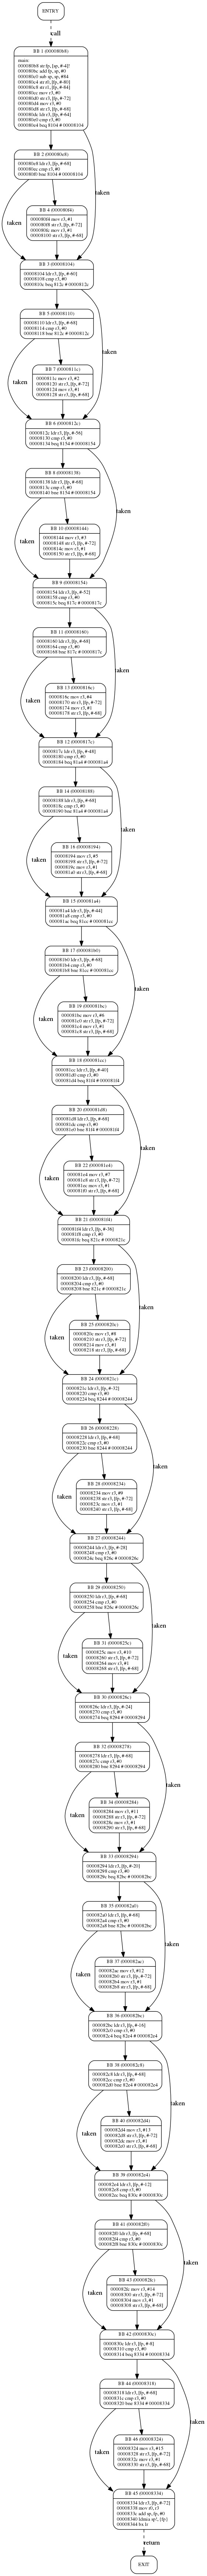 ENTRY
call
BB 1 (000080b8)
main:
000080b8 str fp, [sp, #-4]!
000080bc add fp, sp, #0
000080c0 sub sp, sp, #84
000080c4 str r0, [fp, #-80]
000080c8 str r1, [fp, #-84]
000080cc mov r3, #0
000080d0 str r3, [fp, #-72]
000080d4 mov r3, #0
000080d8 str r3, [fp, #-68]
000080dc ldr r3, [fp, #-64]
000080e0 cmp r3, #0
000080e4 beq 8104 # 00008104
BB 2 (000080e8)
000080e8 ldr r3, [fp, #-68]
000080ec cmp r3, #0
000080f0 bne 8104 # 00008104
taken
taken
BB 4 (000080f4)
000080f4 mov r3, #1
000080f8 str r3, [fp, #-72]
000080fc mov r3, #1
00008100 str r3, [fp, #-68]
BB 3 (00008104)
00008104 ldr r3, [fp, #-60]
00008108 cmp r3, #0
0000810c beq 812c # 0000812c
BB 5 (00008110)
00008110 ldr r3, [fp, #-68]
00008114 cmp r3, #0
00008118 bne 812c # 0000812c
taken
taken
BB 7 (0000811c)
0000811c mov r3, #2
00008120 str r3, [fp, #-72]
00008124 mov r3, #1
00008128 str r3, [fp, #-68]
BB 6 (0000812c)
0000812c ldr r3, [fp, #-56]
00008130 cmp r3, #0
00008134 beq 8154 # 00008154
BB 8 (00008138)
00008138 ldr r3, [fp, #-68]
0000813c cmp r3, #0
00008140 bne 8154 # 00008154
taken
taken
BB 10 (00008144)
00008144 mov r3, #3
00008148 str r3, [fp, #-72]
0000814c mov r3, #1
00008150 str r3, [fp, #-68]
BB 9 (00008154)
00008154 ldr r3, [fp, #-52]
00008158 cmp r3, #0
0000815c beq 817c # 0000817c
BB 11 (00008160)
00008160 ldr r3, [fp, #-68]
00008164 cmp r3, #0
00008168 bne 817c # 0000817c
taken
taken
BB 13 (0000816c)
0000816c mov r3, #4
00008170 str r3, [fp, #-72]
00008174 mov r3, #1
00008178 str r3, [fp, #-68]
BB 12 (0000817c)
0000817c ldr r3, [fp, #-48]
00008180 cmp r3, #0
00008184 beq 81a4 # 000081a4
BB 14 (00008188)
00008188 ldr r3, [fp, #-68]
0000818c cmp r3, #0
00008190 bne 81a4 # 000081a4
taken
taken
BB 16 (00008194)
00008194 mov r3, #5
00008198 str r3, [fp, #-72]
0000819c mov r3, #1
000081a0 str r3, [fp, #-68]
BB 15 (000081a4)
000081a4 ldr r3, [fp, #-44]
000081a8 cmp r3, #0
000081ac beq 81cc # 000081cc
BB 17 (000081b0)
000081b0 ldr r3, [fp, #-68]
000081b4 cmp r3, #0
000081b8 bne 81cc # 000081cc
taken
taken
BB 19 (000081bc)
000081bc mov r3, #6
000081c0 str r3, [fp, #-72]
000081c4 mov r3, #1
000081c8 str r3, [fp, #-68]
BB 18 (000081cc)
000081cc ldr r3, [fp, #-40]
000081d0 cmp r3, #0
000081d4 beq 81f4 # 000081f4
BB 20 (000081d8)
000081d8 ldr r3, [fp, #-68]
000081dc cmp r3, #0
000081e0 bne 81f4 # 000081f4
taken
taken
BB 22 (000081e4)
000081e4 mov r3, #7
000081e8 str r3, [fp, #-72]
000081ec mov r3, #1
000081f0 str r3, [fp, #-68]
BB 21 (000081f4)
000081f4 ldr r3, [fp, #-36]
000081f8 cmp r3, #0
000081fc beq 821c # 0000821c
BB 23 (00008200)
00008200 ldr r3, [fp, #-68]
00008204 cmp r3, #0
00008208 bne 821c # 0000821c
taken
taken
BB 25 (0000820c)
0000820c mov r3, #8
00008210 str r3, [fp, #-72]
00008214 mov r3, #1
00008218 str r3, [fp, #-68]
BB 24 (0000821c)
0000821c ldr r3, [fp, #-32]
00008220 cmp r3, #0
00008224 beq 8244 # 00008244
BB 26 (00008228)
00008228 ldr r3, [fp, #-68]
0000822c cmp r3, #0
00008230 bne 8244 # 00008244
taken
taken
BB 28 (00008234)
00008234 mov r3, #9
00008238 str r3, [fp, #-72]
0000823c mov r3, #1
00008240 str r3, [fp, #-68]
BB 27 (00008244)
00008244 ldr r3, [fp, #-28]
00008248 cmp r3, #0
0000824c beq 826c # 0000826c
BB 29 (00008250)
00008250 ldr r3, [fp, #-68]
00008254 cmp r3, #0
00008258 bne 826c # 0000826c
taken
taken
BB 31 (0000825c)
0000825c mov r3, #10
00008260 str r3, [fp, #-72]
00008264 mov r3, #1
00008268 str r3, [fp, #-68]
BB 30 (0000826c)
0000826c ldr r3, [fp, #-24]
00008270 cmp r3, #0
00008274 beq 8294 # 00008294
BB 32 (00008278)
00008278 ldr r3, [fp, #-68]
0000827c cmp r3, #0
00008280 bne 8294 # 00008294
taken
taken
BB 34 (00008284)
00008284 mov r3, #11
00008288 str r3, [fp, #-72]
0000828c mov r3, #1
00008290 str r3, [fp, #-68]
BB 33 (00008294)
00008294 ldr r3, [fp, #-20]
00008298 cmp r3, #0
0000829c beq 82bc # 000082bc
BB 35 (000082a0)
000082a0 ldr r3, [fp, #-68]
000082a4 cmp r3, #0
000082a8 bne 82bc # 000082bc
taken
taken
BB 37 (000082ac)
000082ac mov r3, #12
000082b0 str r3, [fp, #-72]
000082b4 mov r3, #1
000082b8 str r3, [fp, #-68]
BB 36 (000082bc)
000082bc ldr r3, [fp, #-16]
000082c0 cmp r3, #0
000082c4 beq 82e4 # 000082e4
BB 38 (000082c8)
000082c8 ldr r3, [fp, #-68]
000082cc cmp r3, #0
000082d0 bne 82e4 # 000082e4
taken
taken
BB 40 (000082d4)
000082d4 mov r3, #13
000082d8 str r3, [fp, #-72]
000082dc mov r3, #1
000082e0 str r3, [fp, #-68]
BB 39 (000082e4)
000082e4 ldr r3, [fp, #-12]
000082e8 cmp r3, #0
000082ec beq 830c # 0000830c
BB 41 (000082f0)
000082f0 ldr r3, [fp, #-68]
000082f4 cmp r3, #0
000082f8 bne 830c # 0000830c
taken
taken
BB 43 (000082fc)
000082fc mov r3, #14
00008300 str r3, [fp, #-72]
00008304 mov r3, #1
00008308 str r3, [fp, #-68]
BB 42 (0000830c)
0000830c ldr r3, [fp, #-8]
00008310 cmp r3, #0
00008314 beq 8334 # 00008334
BB 44 (00008318)
00008318 ldr r3, [fp, #-68]
0000831c cmp r3, #0
00008320 bne 8334 # 00008334
taken
taken
BB 46 (00008324)
00008324 mov r3, #15
00008328 str r3, [fp, #-72]
0000832c mov r3, #1
00008330 str r3, [fp, #-68]
BB 45 (00008334)
00008334 ldr r3, [fp, #-72]
00008338 mov r0, r3
0000833c add sp, fp, #0
00008340 ldmia sp!, {fp}
00008344 bx lr
return
EXIT